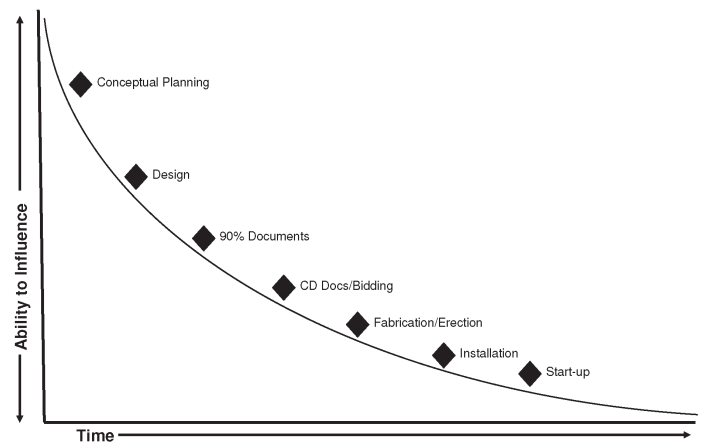 Conceptual Planning
Design
90% Documents
CD Docs/Bidding
Fabrication/Erection
Installation
Start-up
Ability to Influence
Time